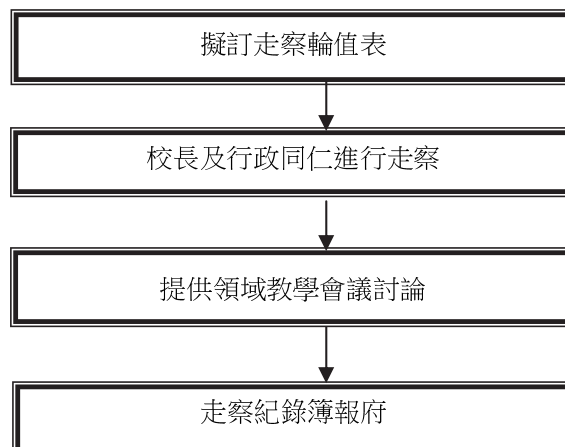 擬訂走察輪值表
校長及行政同仁進行走察
提供領域教學會議討論
走察紀錄簿報府